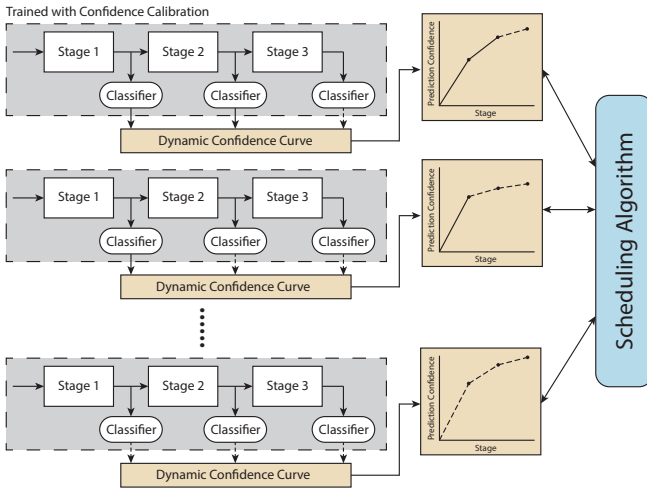 Trained with Confidence Calibration
Stage 1
Stage 2
Stage 3
Classifier
Classifier
Classifier
Dynamic Confidence Curve
Prediction Confidence
Stage
Stage 1
Stage 2
Stage 3
Classifier
Classifier
Classifier
Dynamic Confidence Curve
Prediction Confidence
Stage
Stage 1
Stage 2
Stage 3
Classifier
Classifier
Classifier
Dynamic Confidence Curve
Prediction Confidence
Stage
Scheduling Algorithm